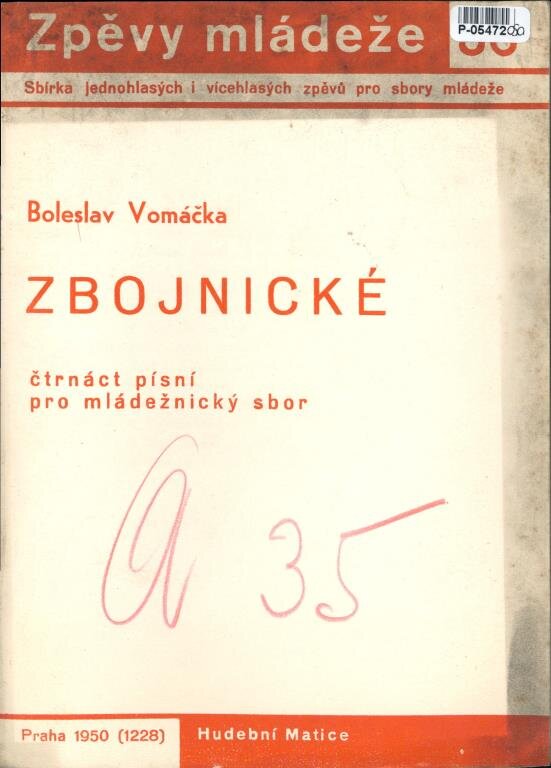 Zpěvy mládeže
P-05472
Sbírka jednohlasých i vícehlasých zpěvů pro sbory mládeže
Boleslav Vomáčka
ZBOJNICKÉ
čtrnáct písní
pro mládežnický sbor
A 35
Praha 1950 (1228)
Hudební Matice